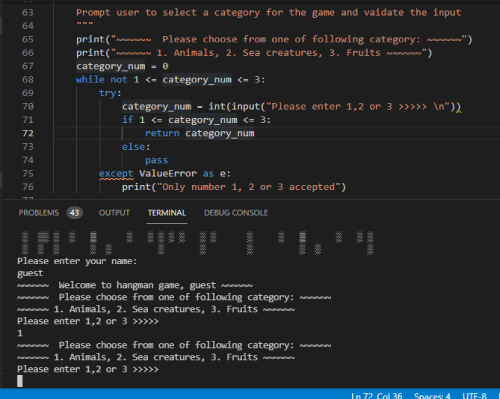 63 Prompt user to select a category for the game and vaidate the input
64 """
65 print("~~~~~~  Please choose from one of following category: ~~~~~~")
66 print("~~~~~~ 1. Animals, 2. Sea creatures, 3. Fruits ~~~~~~")
67 category_num = 0
68 while not 1 <= category_num <= 3:
69 try:
70 category_num = int(input("Please enter 1,2 or 3 >>>>> \n"))
71 if 1 <= category_num <= 3:
72 return category_num
73 else:
74 pass
75 except ValueError as e:
76 print("Only number 1, 2 or 3 accepted")
PROBLEMS 43 OUTPUT TERMINAL DEBUG CONSOLE
Please enter your name:
guest
~~~~~~  Welcome to hangman game, guest ~~~~~~
~~~~~~  Please choose from one of following category: ~~~~~~
~~~~~~ 1. Animals, 2. Sea creatures, 3. Fruits ~~~~~~
Please enter 1,2 or 3 >>>>>
1
~~~~~~  Please choose from one of following category: ~~~~~~
~~~~~~ 1. Animals, 2. Sea creatures, 3. Fruits ~~~~~~
Please enter 1,2 or 3 >>>>>
Ln 72, Col 36 Spaces: 4 UTF-8